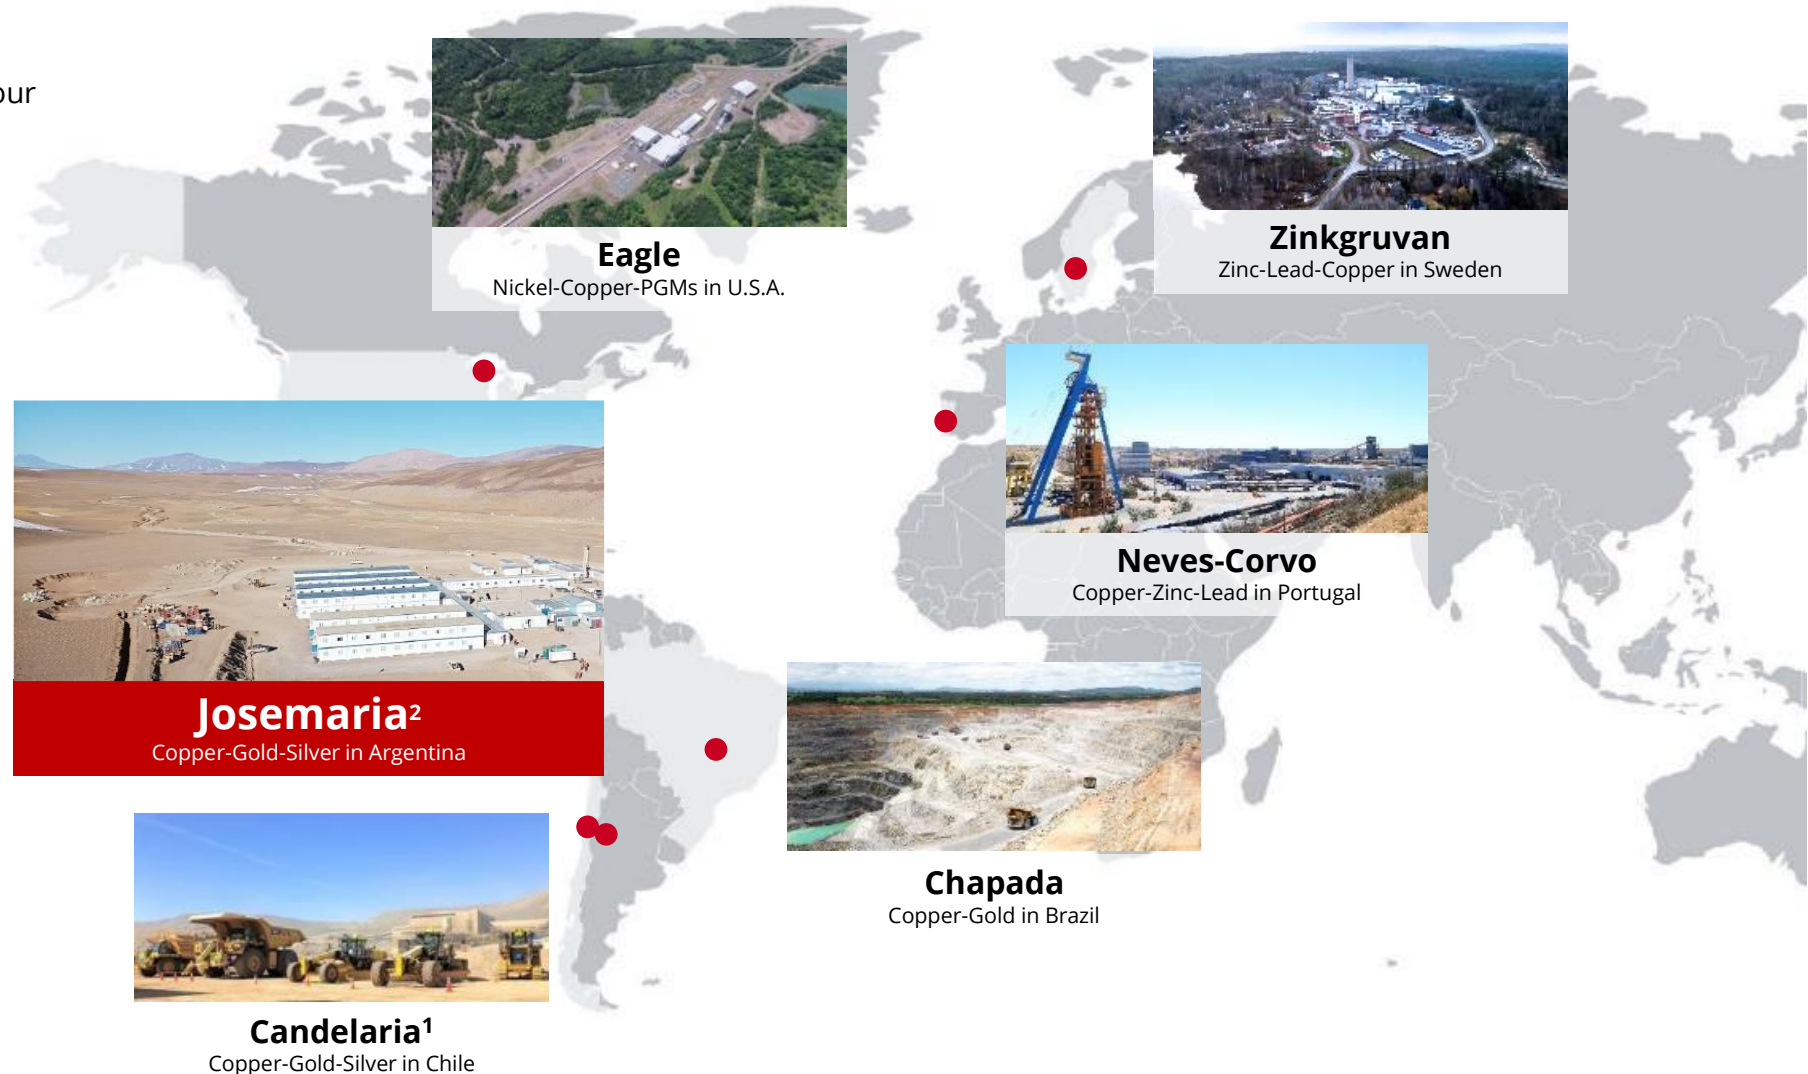 our
Eagle
Nickel-Copper-PGMs in U.S.A.
Zinkgruvan
Zinc-Lead-Copper in Sweden
Neves-Corvo
Copper-Zinc-Lead in Portugal
Josemaria²
Copper-Gold-Silver in Argentina
Chapada
Copper-Gold in Brazil
Candelaria¹
Copper-Gold-Silver in Chile